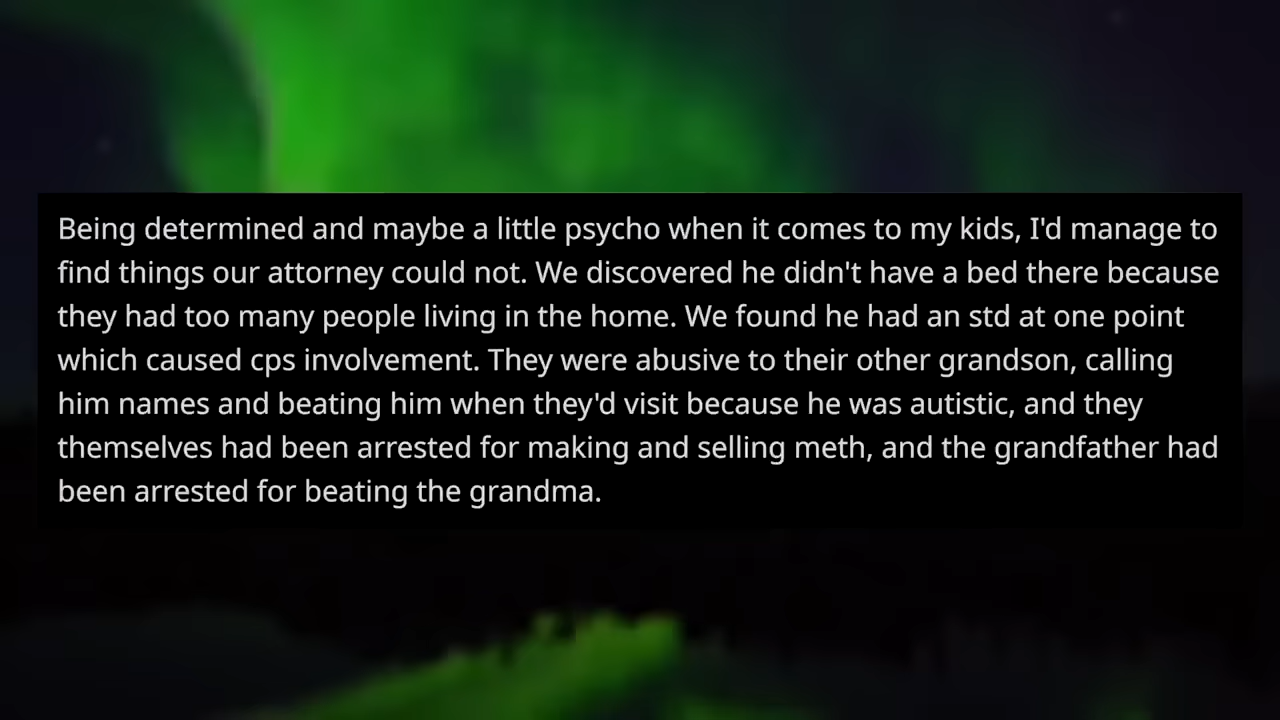 Being determined and maybe a little psycho when it comes to my kids, I'd manage to
find things our attorney could not. We discovered he didn't have a bed there because
they had too many people living in the home. We found he had an std at one point
which caused cps involvement. They were abusive to their other grandson, calling
him names and beating him when they'd visit because he was autistic, and they
themselves had been arrested for making and selling meth, and the grandfather had
been arrested for beating the grandma.